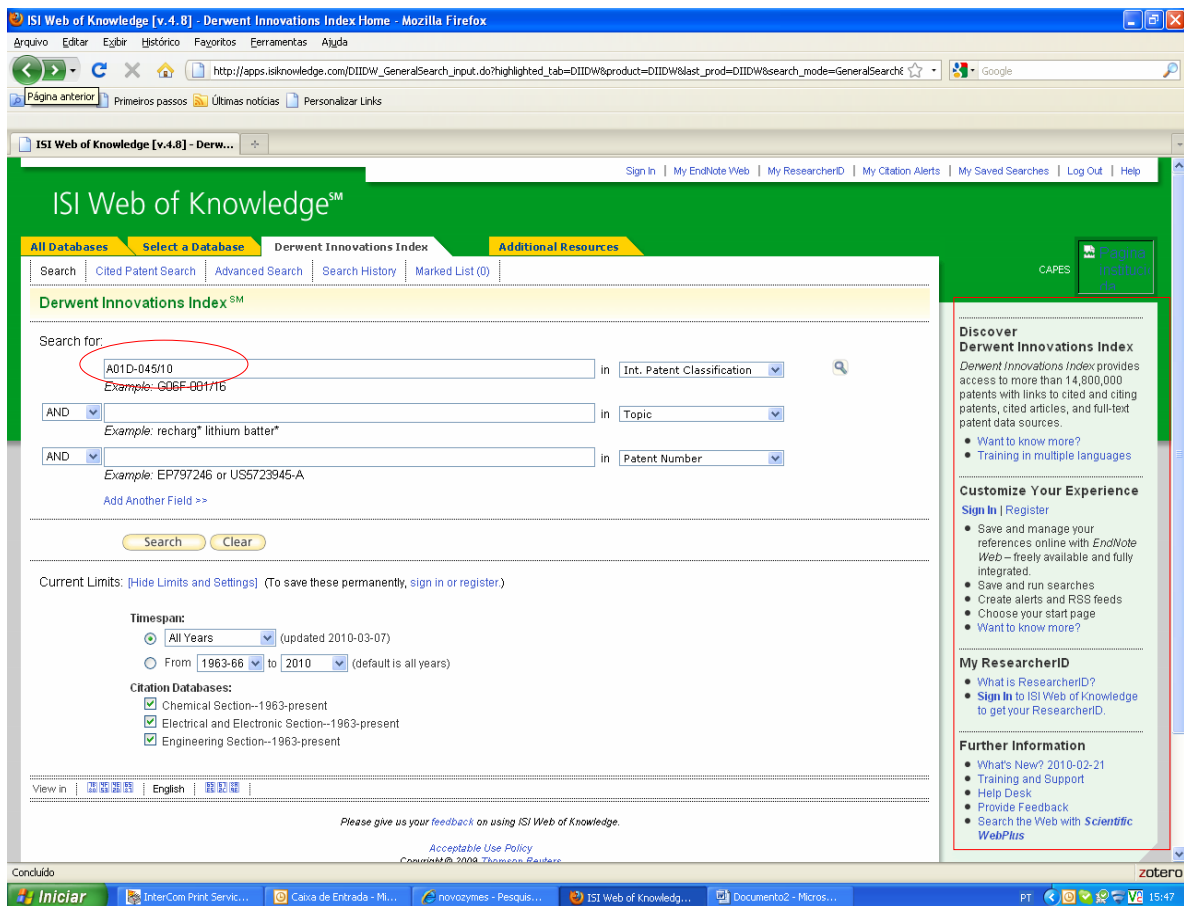 ISI Web of Knowledge [v.4.8] - Derwent Innovations Index Home - Mozilla Firefox
Arquivo Editar Exibir Histórico Favoritos Ferramentas Ajuda
http://apps.isiknowledge.com/DIIDW_GeneralSearch_input.do?highlighted_tab=DIIDW&product=DIIDW&last_prod=DIIDW&search_mode=GeneralSearch& Google
Página anterior Primeiros passos Últimas notícias Personalizar Links
ISI Web of Knowledge [v.4.8] - Derw...
Sign In | My EndNote Web | My ResearcherID | My Citation Alerts | My Saved Searches | Log Out | Help
ISI Web of Knowledge℠
All Databases Select a Database Derwent Innovations Index Additional Resources
Search Cited Patent Search Advanced Search Search History Marked List (0)
CAPES
Derwent Innovations Index ℠
Search for:
A01D-045/10 in Int. Patent Classification
Example: G06F-001/16
AND in Topic
Example: recharg* lithium batter*
AND in Patent Number
Example: EP797246 or US5723945-A
Add Another Field >>
Search Clear
Current Limits: [Hide Limits and Settings] (To save these permanently, sign in or register.)
Timespan:
All Years (updated 2010-03-07)
From 1963-66 to 2010 (default is all years)
Citation Databases:
Chemical Section--1963-present
Electrical and Electronic Section--1963-present
Engineering Section--1963-present
View in | English |
Please give us your feedback on using ISI Web of Knowledge.
Acceptable Use Policy
Copyright© 2009 Thomson Reuters
Discover
Derwent Innovations Index
Derwent Innovations Index provides
access to more than 14,800,000
patents with links to cited and citing
patents, cited articles, and full-text
patent data sources.
Want to know more?
Training in multiple languages
Customize Your Experience
Sign In | Register
Save and manage your
references online with EndNote
Web – freely available and fully
integrated.
Save and run searches
Create alerts and RSS feeds
Choose your start page
Want to know more?
My ResearcherID
What is ResearcherID?
Sign In to ISI Web of Knowledge
to get your ResearcherID.
Further Information
What's New? 2010-02-21
Training and Support
Help Desk
Provide Feedback
Search the Web with Scientific
WebPlus
Concluído zotero
Iniciar InterCom Print Servic... Caixa de Entrada - Mi... novozymes - Pesquis... ISI Web of Knowledg... Documento2 - Micros... PT 15:47